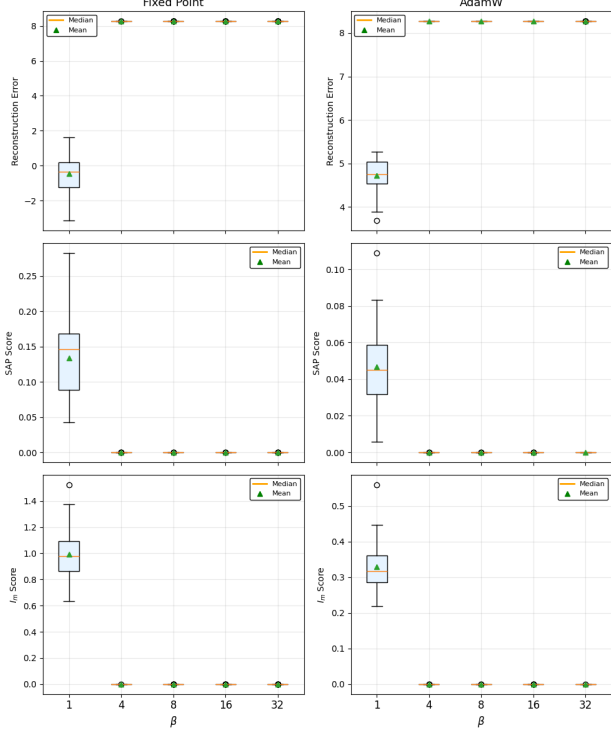 Fixed Point
AdamW
Reconstruction Error
8
6
4
2
0
−2
Median
Mean
Reconstruction Error
8
7
6
5
4
Median
Mean
SAP Score
0.25
0.20
0.15
0.10
0.05
0.00
Median
Mean
SAP Score
0.10
0.08
0.06
0.04
0.02
0.00
Median
Mean
I_m Score
1.4
1.2
1.0
0.8
0.6
0.4
0.2
0.0
Median
Mean
1 4 8 16 32
β
I_m Score
0.5
0.4
0.3
0.2
0.1
0.0
Median
Mean
1 4 8 16 32
β